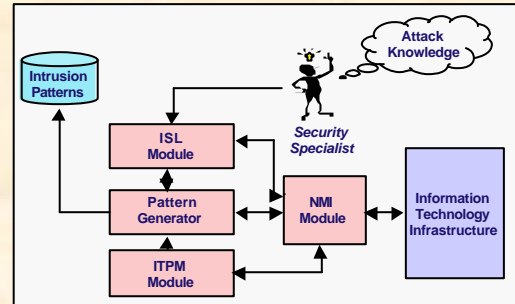 Attack
Knowledge
Intrusion
Patterns
Security
Specialist
ISL
Module
Pattern
Generator
NMI
Module
Information
Technology
Infrastructure
ITPM
Module